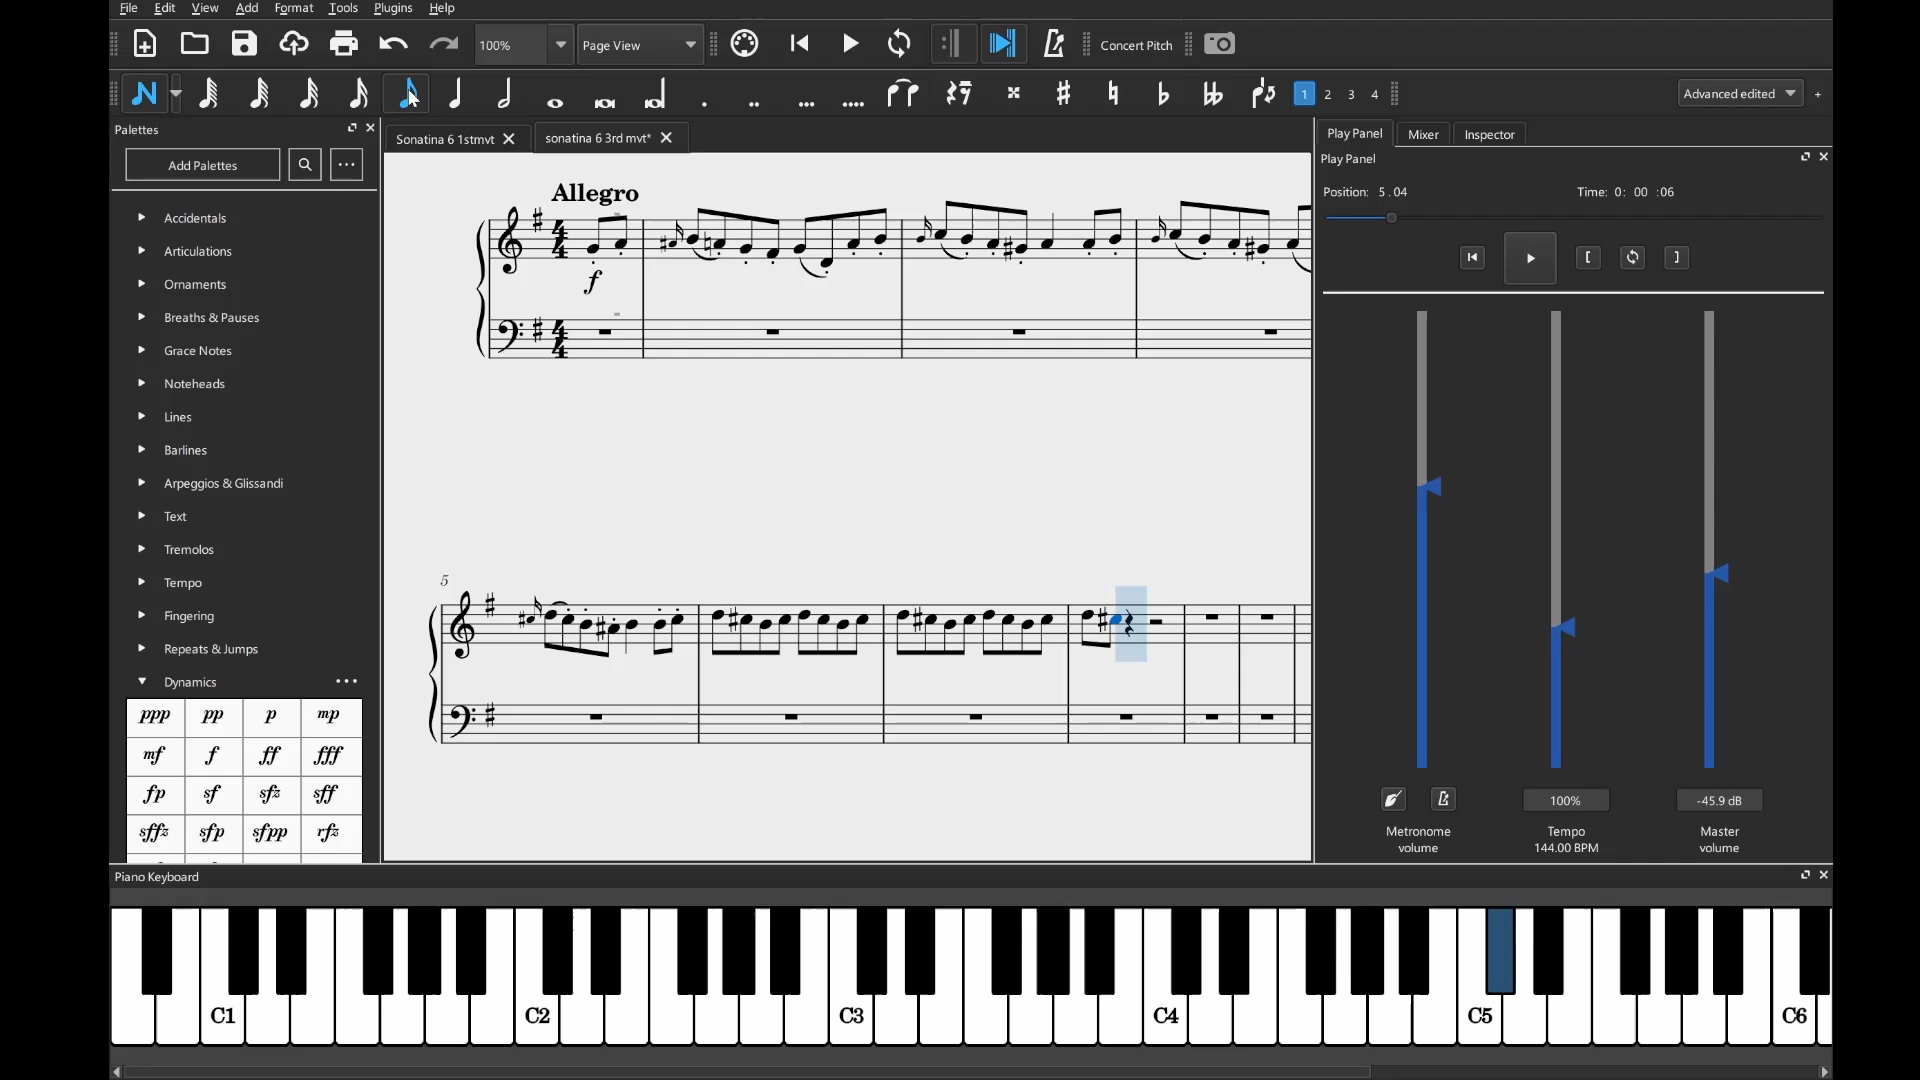 File Edit View Add Format Tools Plugins Help
100% Page View Concert Pitch
1 2 3 4 Advanced edited +
Palettes
Add Palettes ...
Accidentals
Articulations
Ornaments
Breaths & Pauses
Grace Notes
Noteheads
Lines
Barlines
Arpeggios & Glissandi
Text
Tremolos
Tempo
Fingering
Repeats & Jumps
Dynamics ...
ppp pp p mp
mf f ff fff
fp sf sfz sff
sffz sfp sfpp rfz
Sonatina 6 1stmvt sonatina 6 3rd mvt*
Allegro
4
4
f
4
4
5
Play Panel Mixer Inspector
Play Panel
Position: 5.04 Time: 0: 00 :06
[ ]
100% -45.9 dB
Metronome volume
Tempo
144.00 BPM
Master volume
Piano Keyboard
C1 C2 C3 C4 C5 C6